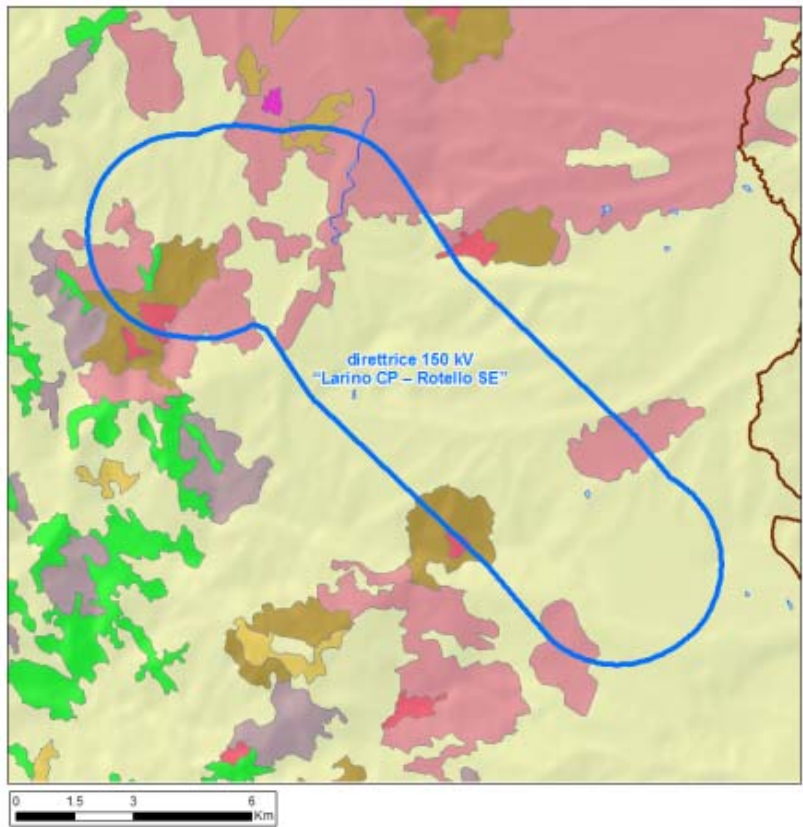 direttrice 150 kV
“Larino CP – Rotello SE”
0 1.5 3 6
Km